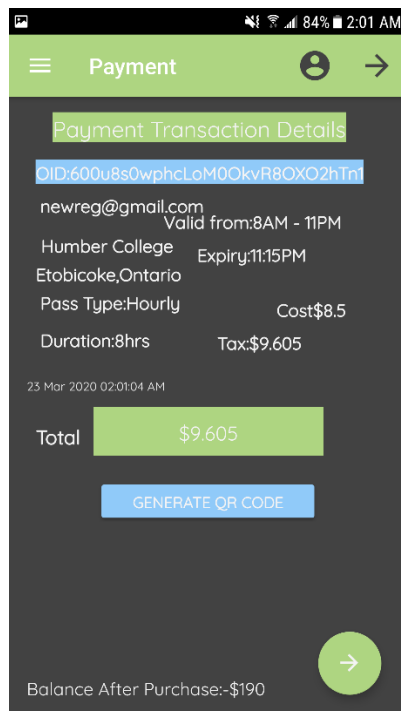 84% 2:01 AM
Payment
Payment Transaction Details
OID:600u8s0wphcLoM0OkvR8OXO2hTn1
newreg@gmail.com
Valid from:8AM - 11PM
Humber College
Expiry:11:15PM
Etobicoke,Ontario
Pass Type:Hourly
Cost$8.5
Duration:8hrs
Tax:$9.605
23 Mar 2020 02:01:04 AM
Total
$9.605
GENERATE QR CODE
Balance After Purchase:-$190